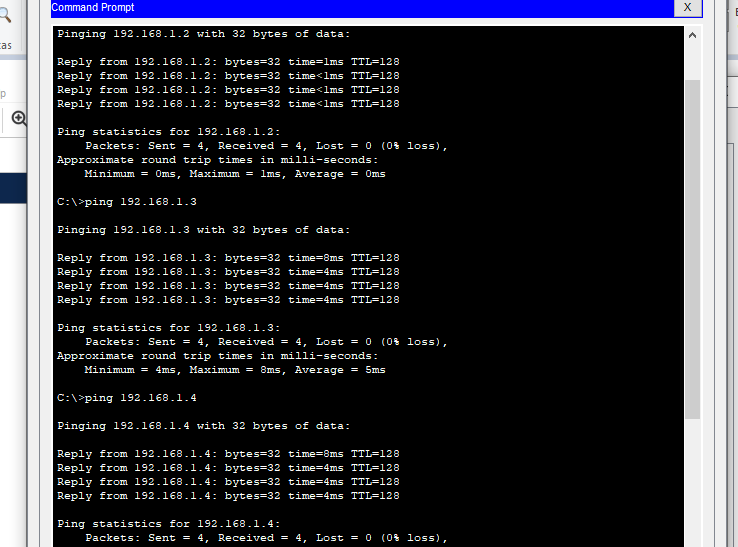 Command Prompt
X
Pinging 192.168.1.2 with 32 bytes of data:
Reply from 192.168.1.2: bytes=32 time=1ms TTL=128
Reply from 192.168.1.2: bytes=32 time<1ms TTL=128
Reply from 192.168.1.2: bytes=32 time<1ms TTL=128
Reply from 192.168.1.2: bytes=32 time<1ms TTL=128
Ping statistics for 192.168.1.2:
Packets: Sent = 4, Received = 4, Lost = 0 (0% loss),
Approximate round trip times in milli-seconds:
Minimum = 0ms, Maximum = 1ms, Average = 0ms
C:\>ping 192.168.1.3
Pinging 192.168.1.3 with 32 bytes of data:
Reply from 192.168.1.3: bytes=32 time=8ms TTL=128
Reply from 192.168.1.3: bytes=32 time=4ms TTL=128
Reply from 192.168.1.3: bytes=32 time=4ms TTL=128
Reply from 192.168.1.3: bytes=32 time=4ms TTL=128
Ping statistics for 192.168.1.3:
Packets: Sent = 4, Received = 4, Lost = 0 (0% loss),
Approximate round trip times in milli-seconds:
Minimum = 4ms, Maximum = 8ms, Average = 5ms
C:\>ping 192.168.1.4
Pinging 192.168.1.4 with 32 bytes of data:
Reply from 192.168.1.4: bytes=32 time=8ms TTL=128
Reply from 192.168.1.4: bytes=32 time=4ms TTL=128
Reply from 192.168.1.4: bytes=32 time=4ms TTL=128
Reply from 192.168.1.4: bytes=32 time=4ms TTL=128
Ping statistics for 192.168.1.4:
Packets: Sent = 4, Received = 4, Lost = 0 (0% loss),